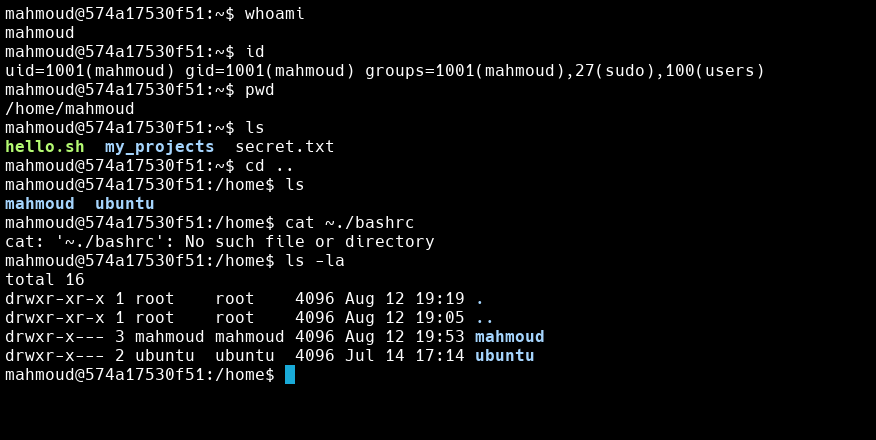 mahmoud@574a17530f51:~$ whoami
mahmoud
mahmoud@574a17530f51:~$ id
uid=1001(mahmoud) gid=1001(mahmoud) groups=1001(mahmoud),27(sudo),100(users)
mahmoud@574a17530f51:~$ pwd
/home/mahmoud
mahmoud@574a17530f51:~$ ls
hello.sh  my_projects  secret.txt
mahmoud@574a17530f51:~$ cd ..
mahmoud@574a17530f51:/home$ ls
mahmoud  ubuntu
mahmoud@574a17530f51:/home$ cat ~./bashrc
cat: '~./bashrc': No such file or directory
mahmoud@574a17530f51:/home$ ls -la
total 16
drwxr-xr-x 1 root    root    4096 Aug 12 19:19 .
drwxr-xr-x 1 root    root    4096 Aug 12 19:05 ..
drwxr-x--- 3 mahmoud mahmoud 4096 Aug 12 19:53 mahmoud
drwxr-x--- 2 ubuntu  ubuntu  4096 Jul 14 17:14 ubuntu
mahmoud@574a17530f51:/home$